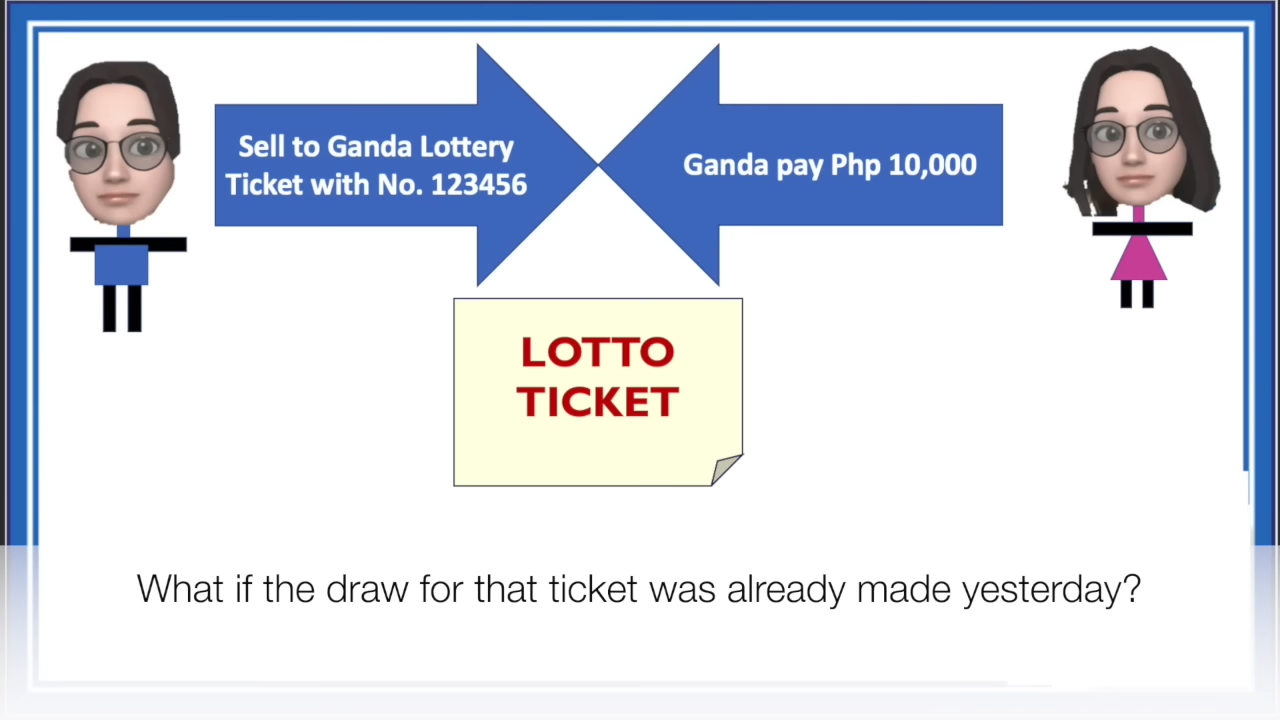 Sell to Ganda Lottery
Ticket with No. 123456
Ganda pay Php 10,000
LOTTO
TICKET
What if the draw for that ticket was already made yesterday?